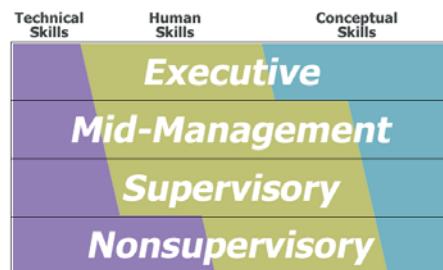 Technical Human Conceptual
Skills Skills Skills
Executive
Mid-Management
Supervisory
Nonsupervisory